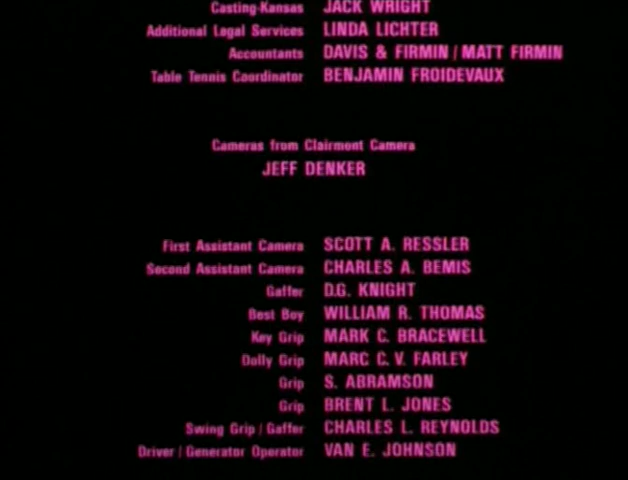 Casting-Kansas JACK WRIGHT
Additional Legal Services LINDA LICHTER
Accountants DAVIS & FIRMIN / MATT FIRMIN
Table Tennis Coordinator BENJAMIN FROIDEVAUX
Cameras from Clairmont Camera
JEFF DENKER
First Assistant Camera SCOTT A. RESSLER
Second Assistant Camera CHARLES A. BEMIS
Gaffer D.G. KNIGHT
Best Boy WILLIAM R. THOMAS
Key Grip MARK C. BRACEWELL
Dolly Grip MARC C.V. FARLEY
Grip S. ABRAMSON
Grip BRENT L. JONES
Swing Grip / Gaffer CHARLES L. REYNOLDS
Driver / Generator Operator VAN E. JOHNSON